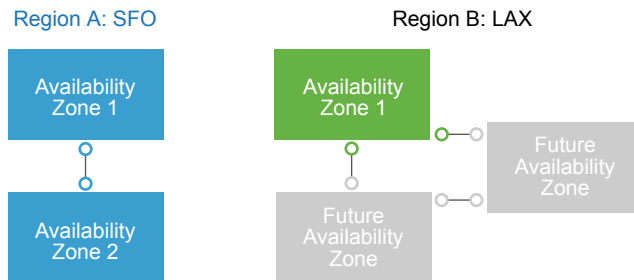 Region A: SFO
Availability
Zone 1
Availability
Zone 2
Region B: LAX
Availability
Zone 1
Future
Availability
Zone
Future
Availability
Zone